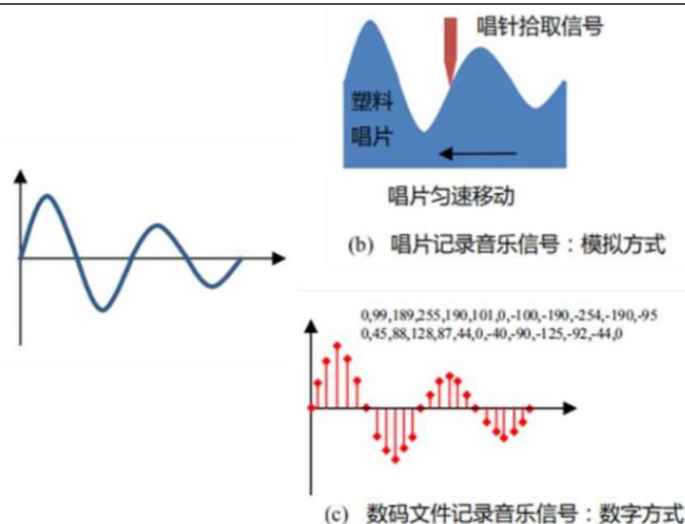 唱针拾取信号
塑料
唱片
唱片匀速移动
(b) 唱片记录音乐信号：模拟方式
0,99,189,255,190,101,0,-100,-190,-254,-190,-95
0,45,88,128,87,44,0,-40,-90,-125,-92,-44,0
(c) 数码文件记录音乐信号：数字方式